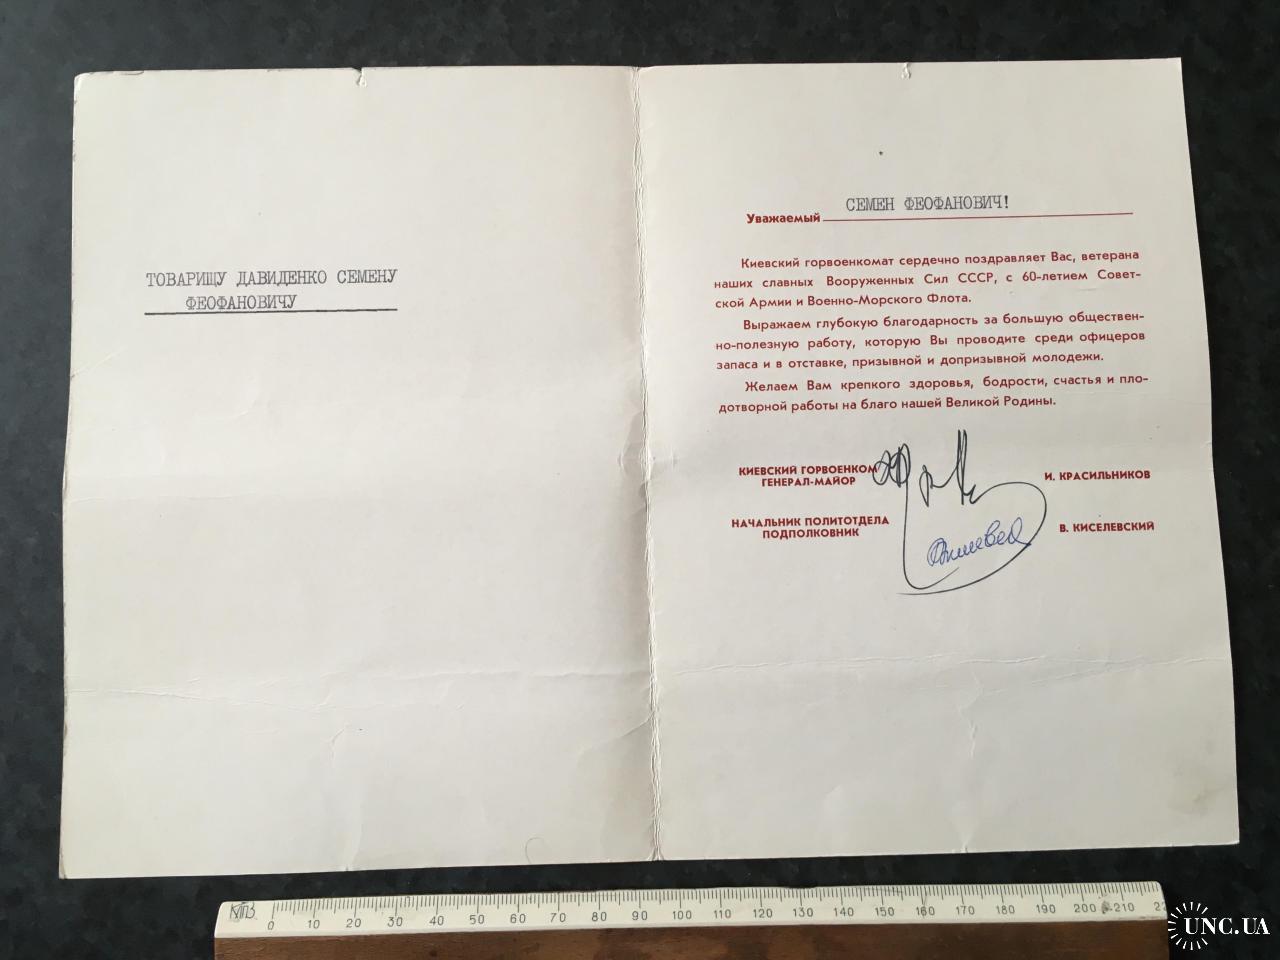 ТОВАРИЩУ ДАВИДЕНКО СЕМЕНУ
ФЕОФАНОВИЧУ
СЕМЕН ФЕОФАНОВИЧ!
Уважаемый
Киевский горвоенкомат сердечно поздравляет Вас, ветерана
наших славных Вооруженных Сил СССР, с 60-летием Совет-
ской Армии и Военно-Морского Флота.
Выражаем глубокую благодарность за большую обществен-
но-полезную работу, которую Вы проводите среди офицеров
запаса и в отставке, призывной и допризывной молодежи.
Желаем Вам крепкого здоровья, бодрости, счастья и пло-
дотворной работы на благо нашей Великой Родины.
КИЕВСКИЙ ГОРВОЕНКОМ
ГЕНЕРАЛ-МАЙОР
И. КРАСИЛЬНИКОВ
НАЧАЛЬНИК ПОЛИТОТДЕЛА
ПОДПОЛКОВНИК
В. КИСЕЛЕВСКИЙ
0 10 20 30 40 50 60 70 80 90 100 110 120 130 140 150 160 170 180 190 200 210
UNC.UA